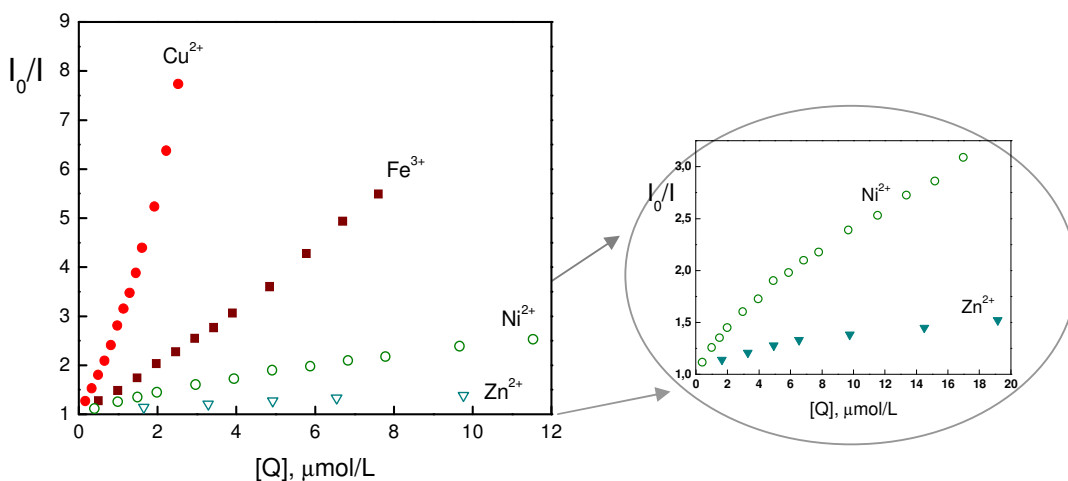 9
8
7
6
5
4
3
2
1
I₀/I
Cu²⁺
Fe³⁺
Ni²⁺
Zn²⁺
0 2 4 6 8 10 12
[Q], μmol/L
3,0
2,5
2,0
1,5
1,0
I₀/I
Ni²⁺
Zn²⁺
0 2 4 6 8 10 12 14 16 18 20
[Q], μmol/L